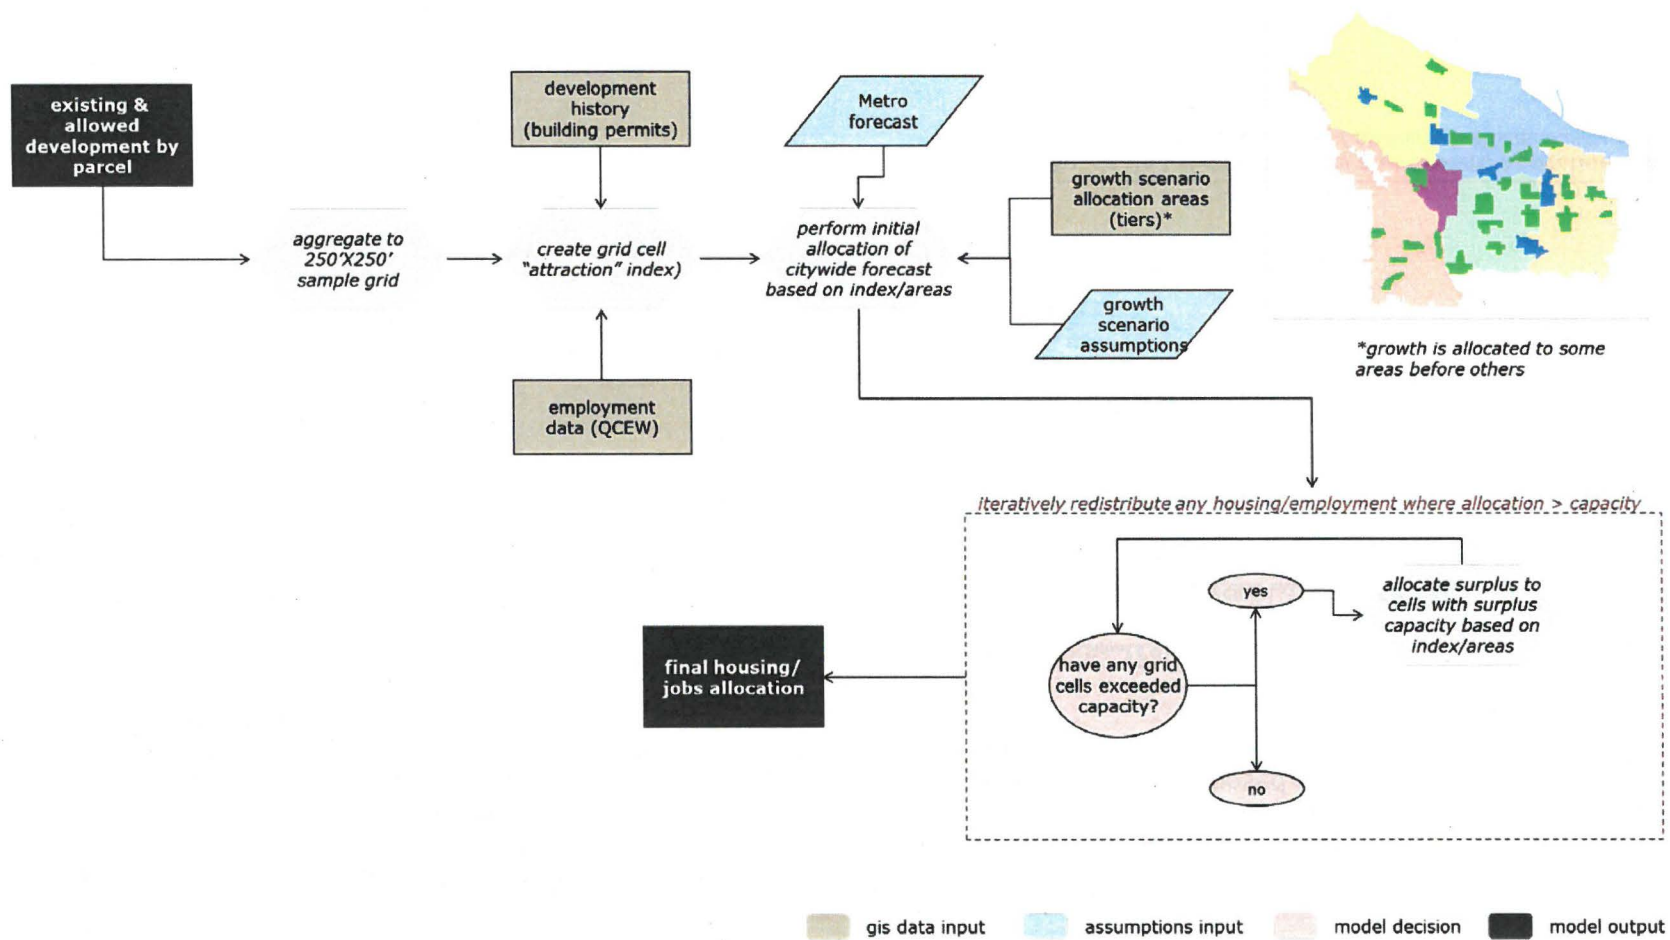 existing &
allowed
development by
parcel
aggregate to
250'X250'
sample grid
development
history
(building permits)
create grid cell
"attraction" index)
employment
data (QCEW)
Metro
forecast
perform initial
allocation of
citywide forecast
based on index/areas
growth scenario
allocation areas
(tiers)*
growth
scenario
assumptions
*growth is allocated to some
areas before others
iteratively redistribute any housing/employment where allocation > capacity
have any grid
cells exceeded
capacity?
yes
no
allocate surplus to
cells with surplus
capacity based on
index/areas
final housing/
jobs allocation
gis data input
assumptions input
model decision
model output